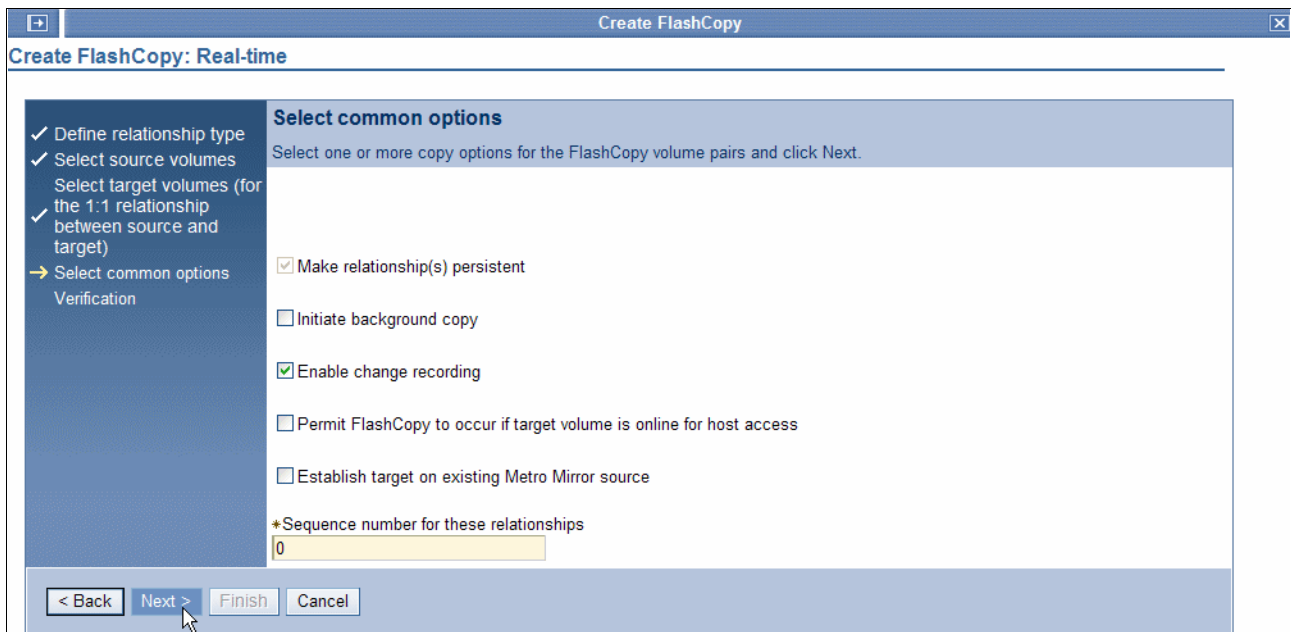 Create FlashCopy
Create FlashCopy: Real-time
Define relationship type
Select source volumes
Select target volumes (for
the 1:1 relationship
between source and
target)
Select common options
Verification
Select common options
Select one or more copy options for the FlashCopy volume pairs and click Next.
Make relationship(s) persistent
Initiate background copy
Enable change recording
Permit FlashCopy to occur if target volume is online for host access
Establish target on existing Metro Mirror source
*Sequence number for these relationships
0
< Back Next > Finish Cancel